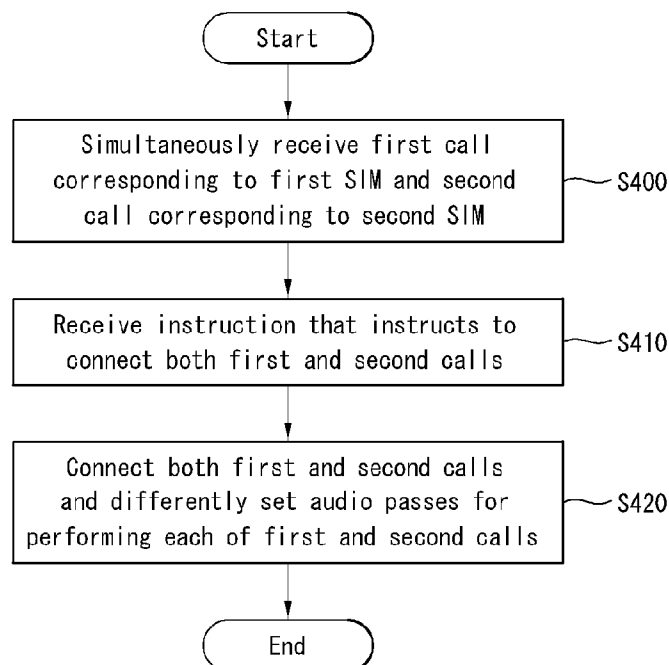 Start
Simultaneously receive first call
corresponding to first SIM and second
call corresponding to second SIM
S400
Receive instruction that instructs to
connect both first and second calls
S410
Connect both first and second calls
and differently set audio passes for
performing each of first and second calls
S420
End